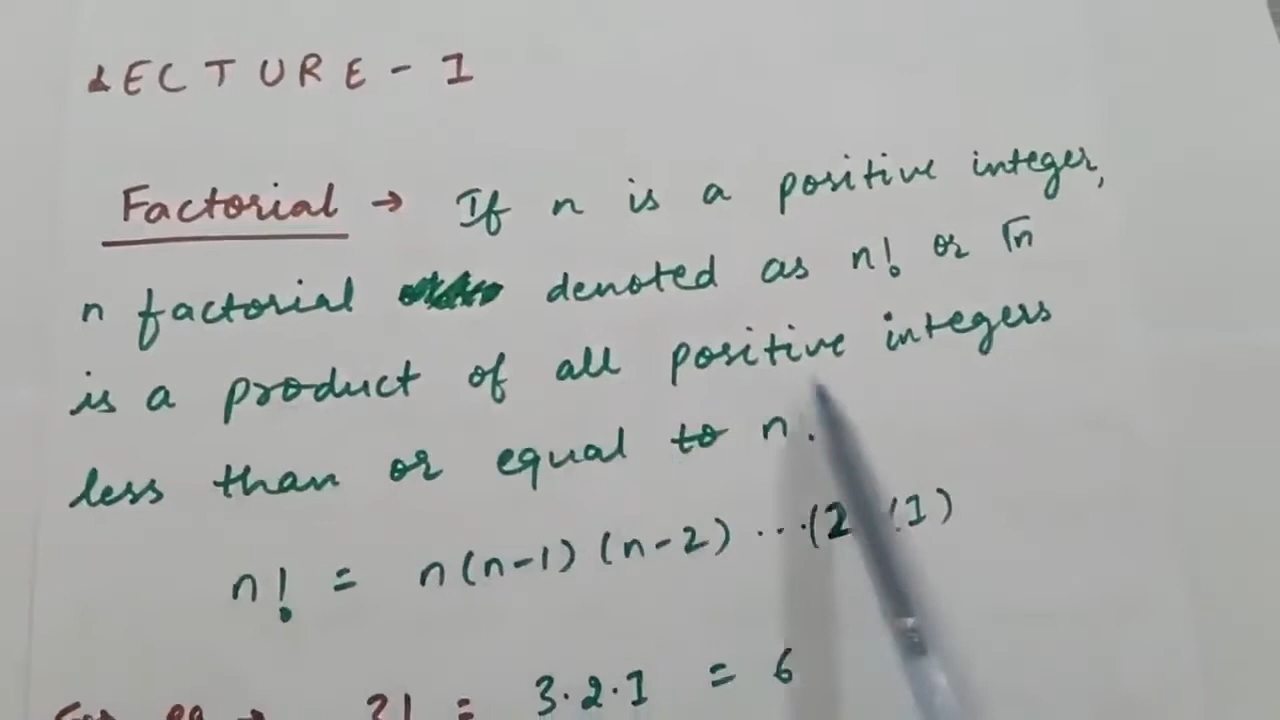 LECTURE - 1
Factorial → If n is a positive integer,
n factorial denoted as n! or n̅
is a product of all positive integers
less than or equal to n.
n! = n(n-1)(n-2) ...(2)(1)
3! = 3.2.1 = 6